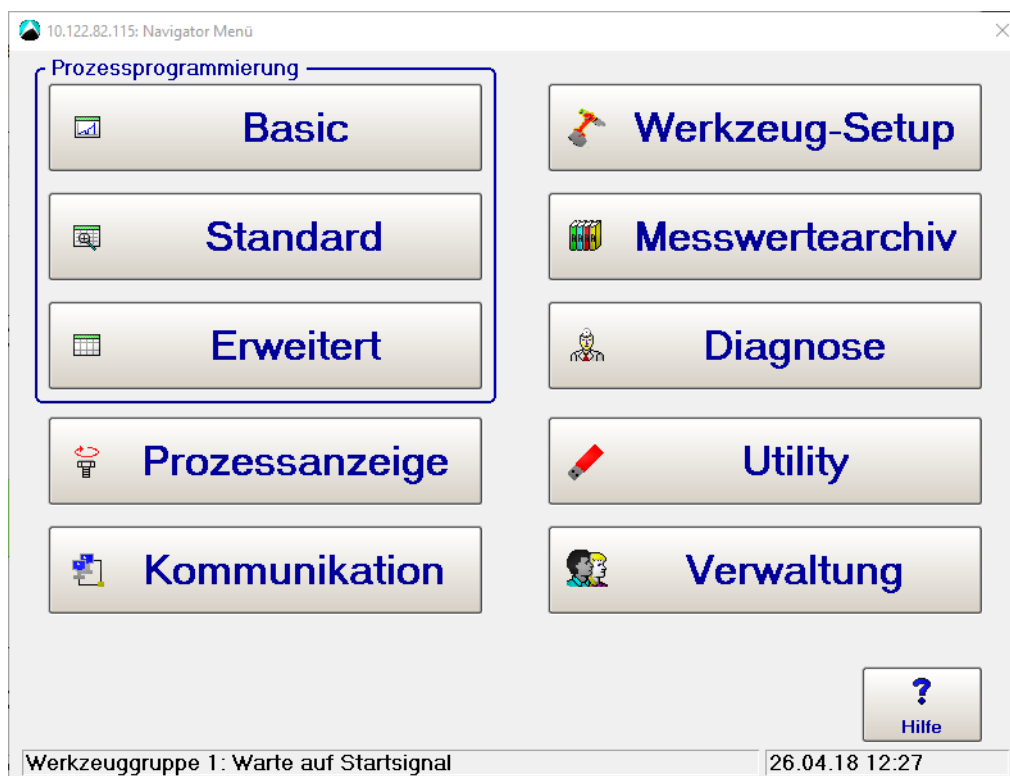 10.122.82.115: Navigator Menü
Prozessprogrammierung
Basic
Standard
Erweitert
Prozessanzeige
Kommunikation
Werkzeug-Setup
Messwertearchiv
Diagnose
Utility
Verwaltung
?
Hilfe
Werkzeuggruppe 1: Warte auf Startsignal
26.04.18 12:27